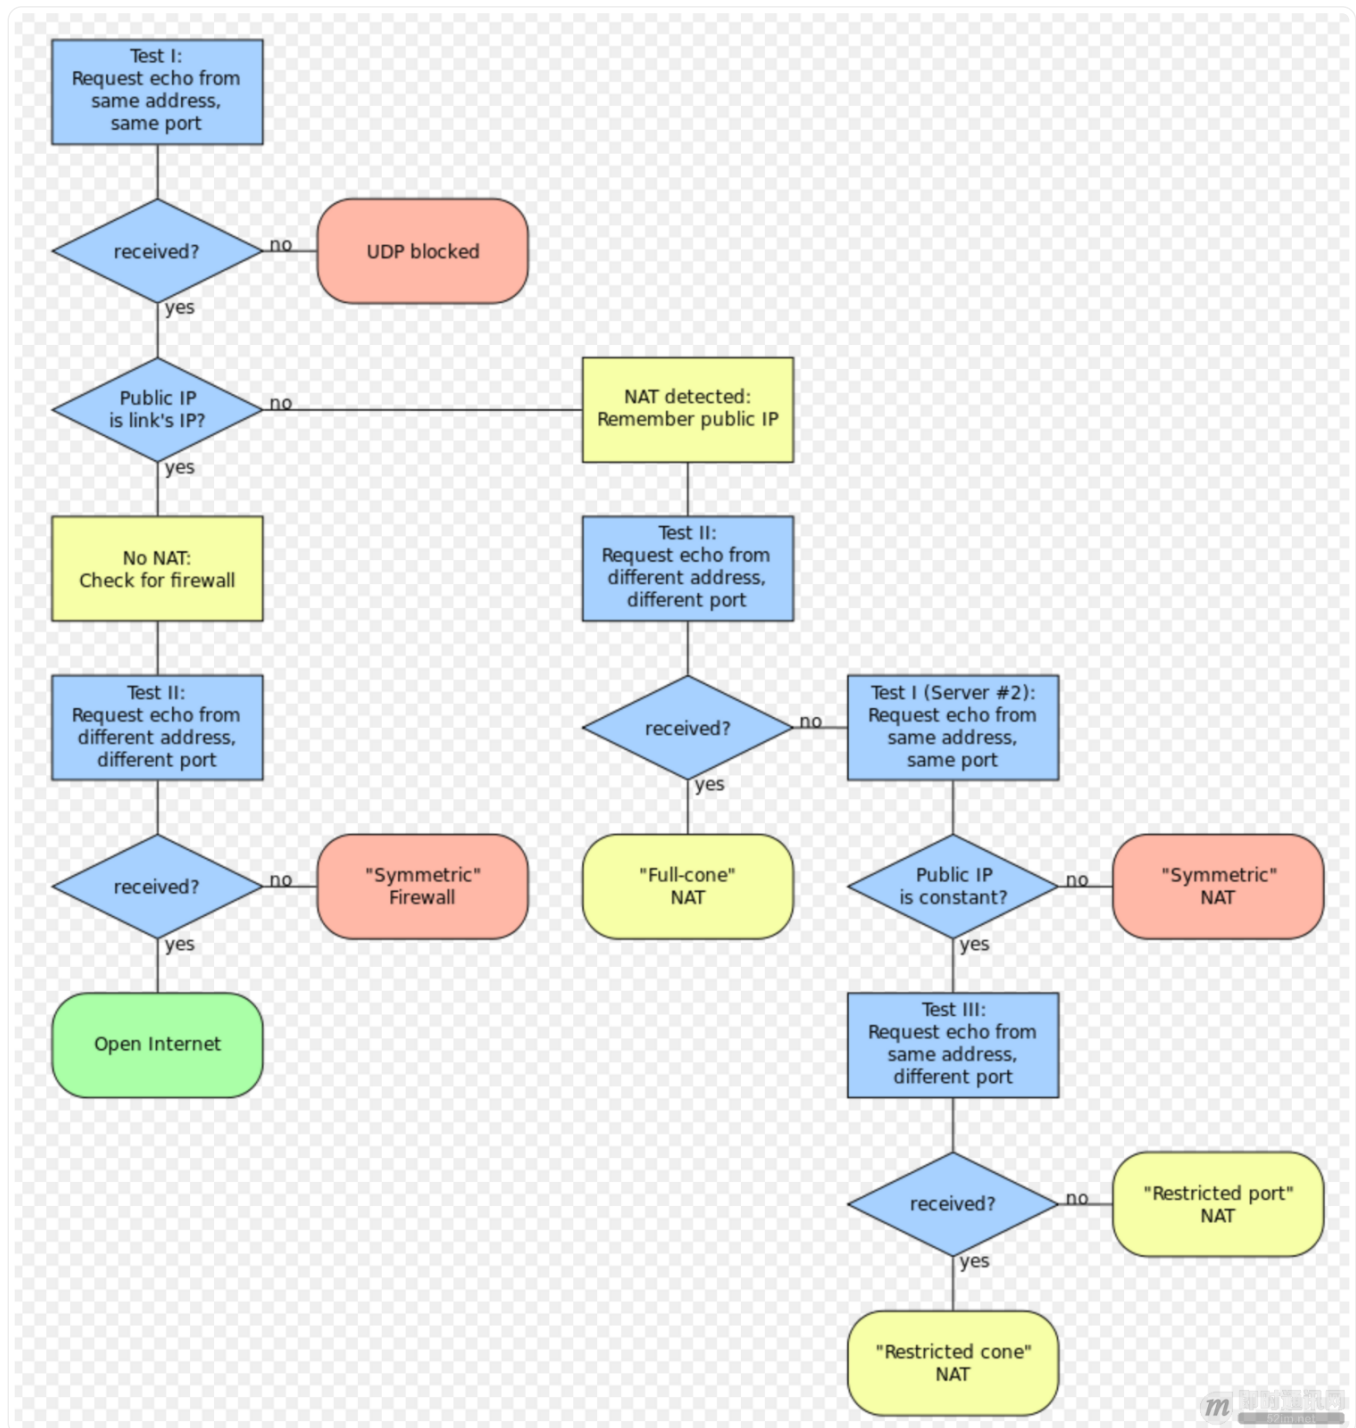 Test I:
Request echo from
same address,
same port
received?
no
UDP blocked
yes
Public IP
is link's IP?
no
NAT detected:
Remember public IP
yes
No NAT:
Check for firewall
Test II:
Request echo from
different address,
different port
Test II:
Request echo from
different address,
different port
received?
no
Test I (Server #2):
Request echo from
same address,
same port
yes
received?
no
"Symmetric"
Firewall
"Full-cone"
NAT
Public IP
is constant?
no
"Symmetric"
NAT
yes
yes
Open Internet
Test III:
Request echo from
same address,
different port
received?
no
"Restricted port"
NAT
yes
"Restricted cone"
NAT
52im.net